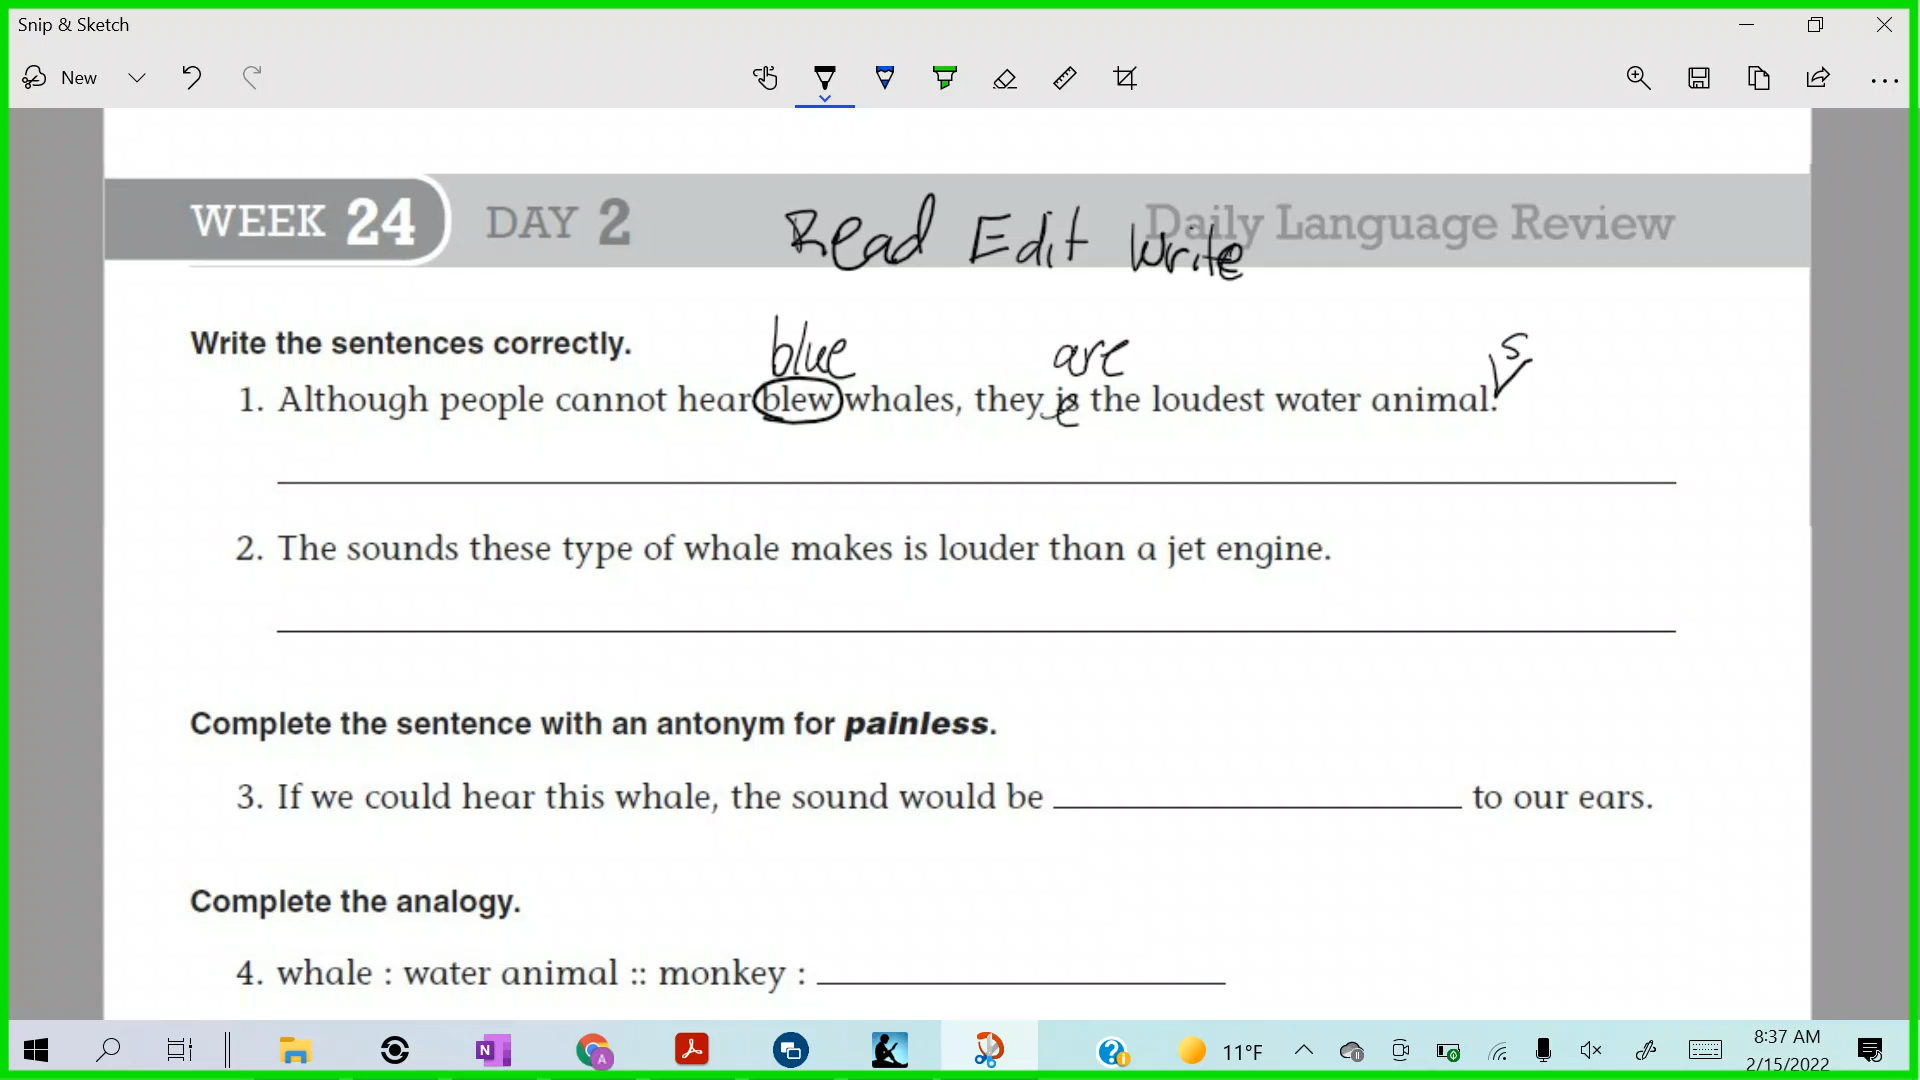 Snip & Sketch
New
WEEK 24 DAY 2 Read Edit Write Daily Language Review
Write the sentences correctly.
blue are s
1. Although people cannot hear blew whales, they is the loudest water animal.
2. The sounds these type of whale makes is louder than a jet engine.
Complete the sentence with an antonym for painless.
3. If we could hear this whale, the sound would be ____ to our ears.
Complete the analogy.
4. whale : water animal :: monkey : ____
11°F
8:37 AM
2/15/2022